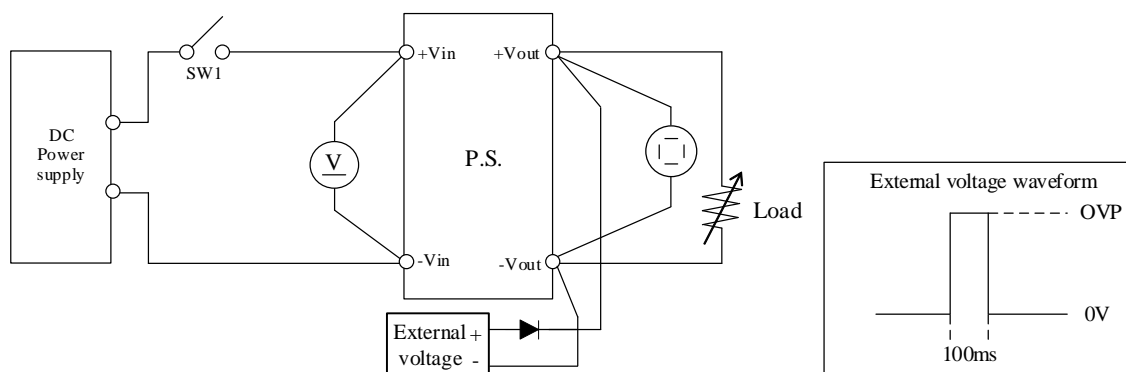 DC
Power
supply
SW1
+Vin
-Vin
V
P.S.
+Vout
-Vout
Load
External +
voltage -
External voltage waveform
OVP
0V
100ms